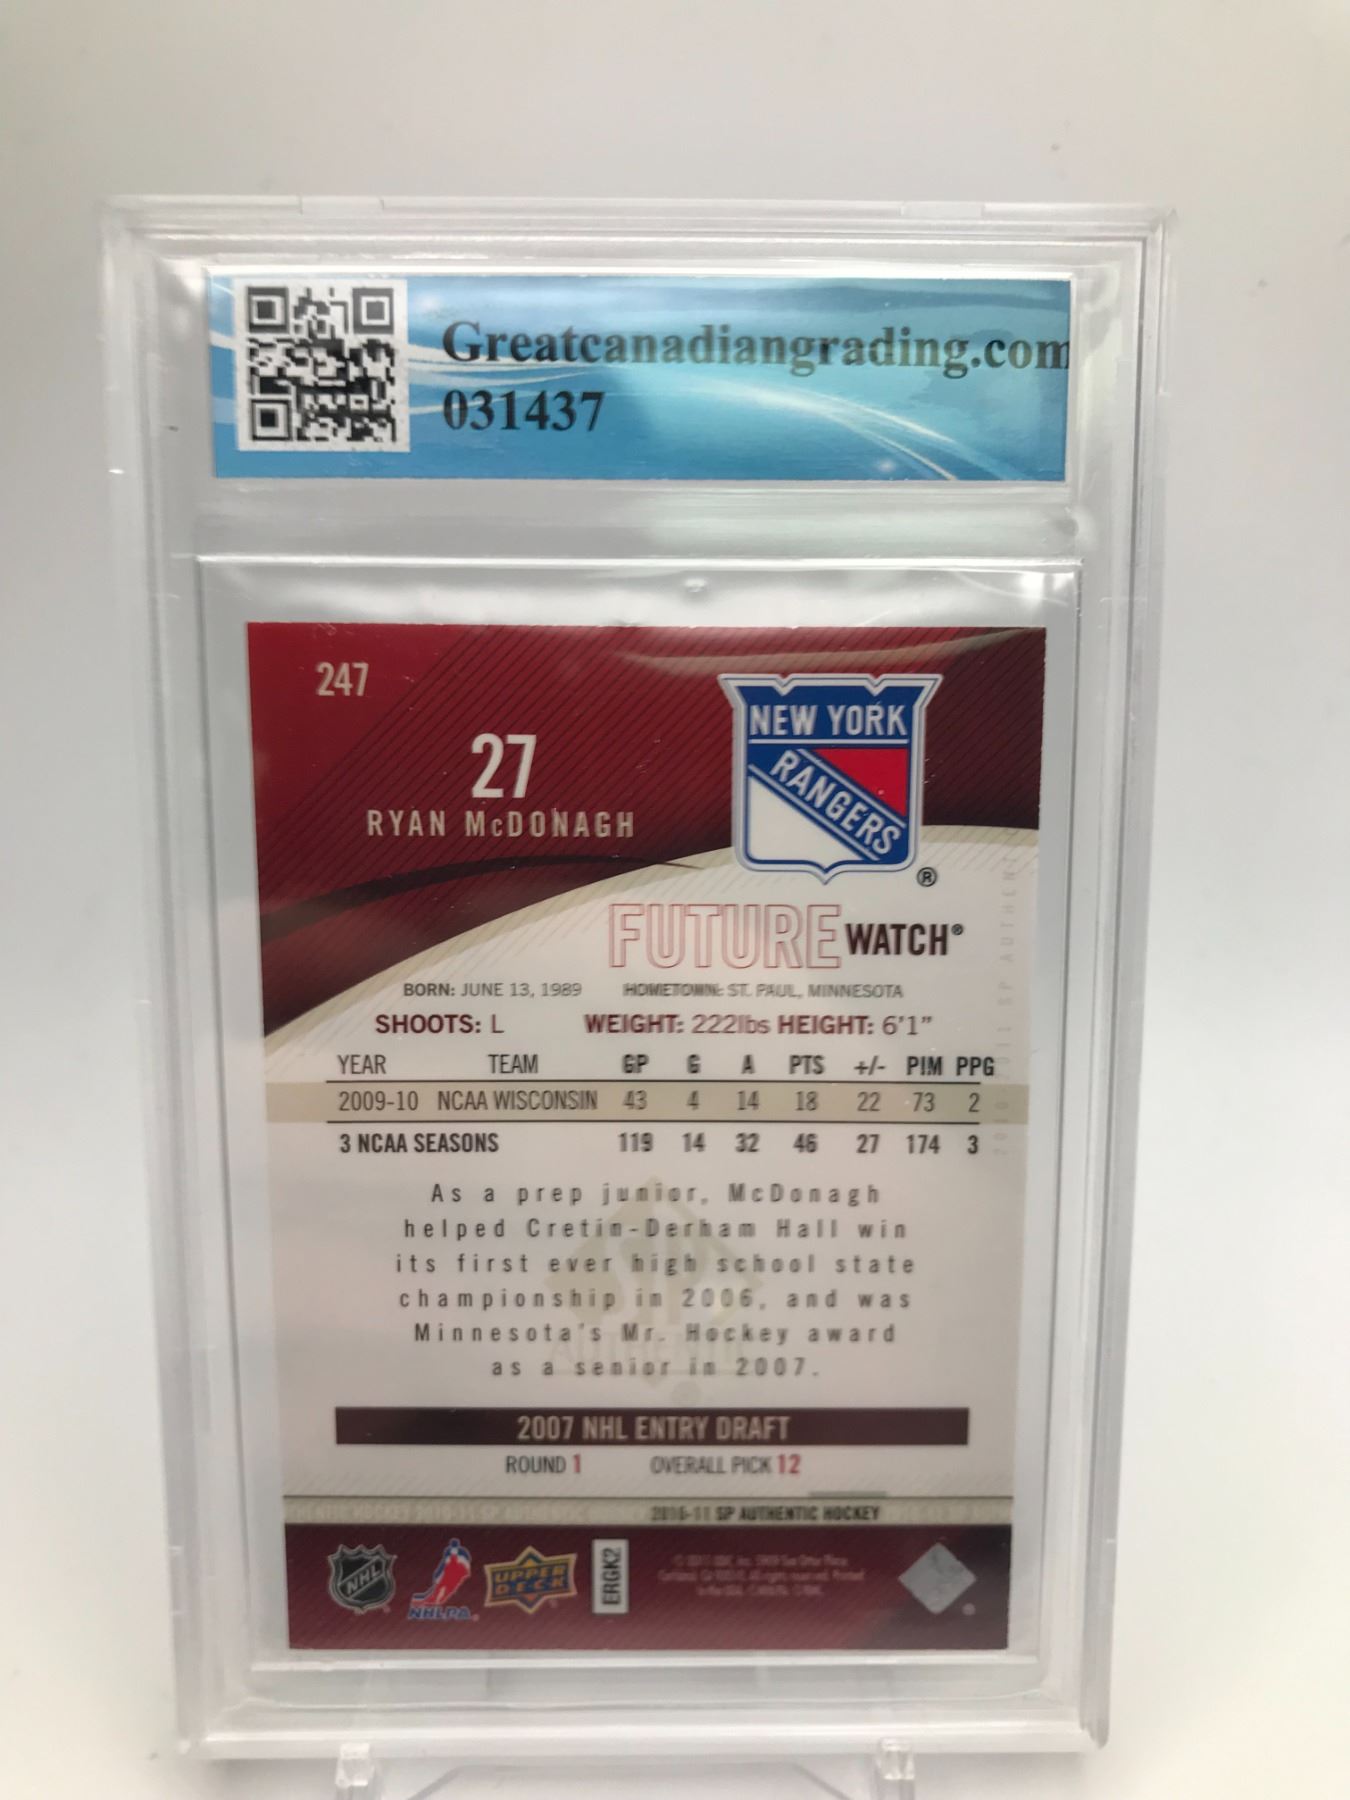 Greatcanadiangrading.com
031437
247
27
RYAN McDONAGH
NEW YORK
RANGERS
®
FUTURE WATCH®
BORN: JUNE 13, 1989 HOMETOWN: ST. PAUL, MINNESOTA
SHOOTS: L WEIGHT: 222lbs HEIGHT: 6'1"
YEAR TEAM GP G A PTS +/- PIM PPG
2009-10 NCAA WISCONSIN 43 4 14 18 22 73 2
3 NCAA SEASONS 119 14 32 46 27 174 3
As a prep junior, McDonagh
helped Cretin-Derham Hall win
its first ever high school state
championship in 2006, and was
Minnesota's Mr. Hockey award
as a senior in 2007.
SP
AUTHENTIC
2007 NHL ENTRY DRAFT
ROUND 1 OVERALL PICK 12
2010-11 SP AUTHENTIC HOCKEY
NHL
NHLPA
UPPER
DECK
ERGK2